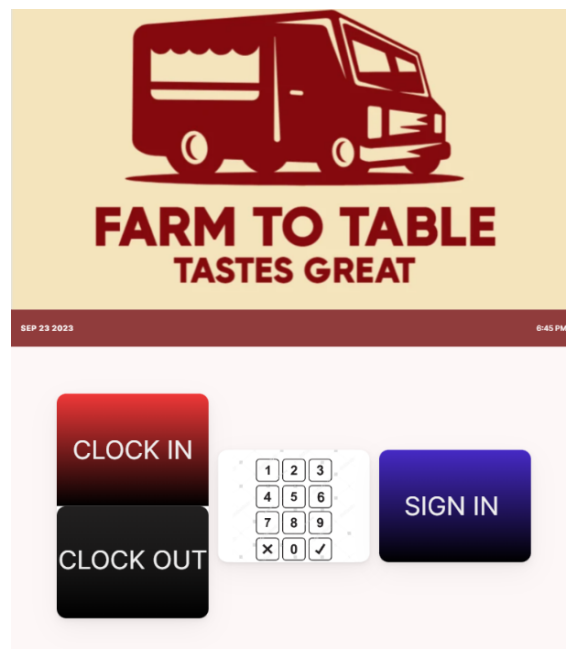 FARM TO TABLE
TASTES GREAT
SEP 23 2023 6:45 PM
CLOCK IN
CLOCK OUT
1 2 3
4 5 6
7 8 9
X 0 ✓
SIGN IN